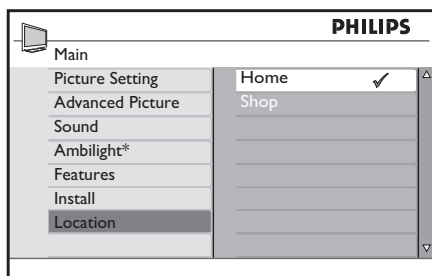 PHILIPS
Main
Picture Setting
Advanced Picture
Sound
Ambilight*
Features
Install
Location
Home ✓
Shop